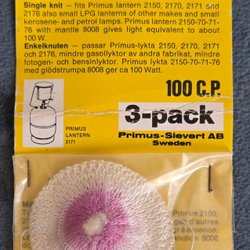 Single knit – fits Primus lantern 2150, 2170, 2171 and
2176 also small LPG lanterns of other makes and small
kerosene- and petrol lamps. Primus lantern 2150-70-71-
76 with mantle 8008 gives light equivalent to about
100 W.
Enkelknuten - passar Primus-lykta 2150, 2170, 2171
och 2176, mindre gasollyktor av andra fabrikat, mindre
fotogen- och bensinlyktor. Primus-lykta 2150-70-71-76
med glödstrumpa 8008 ger ca 100 Watt.
100 C.P.
3-pack
Primus-Sievert AB
Sweden
PRIMUS
LANTERN
2171